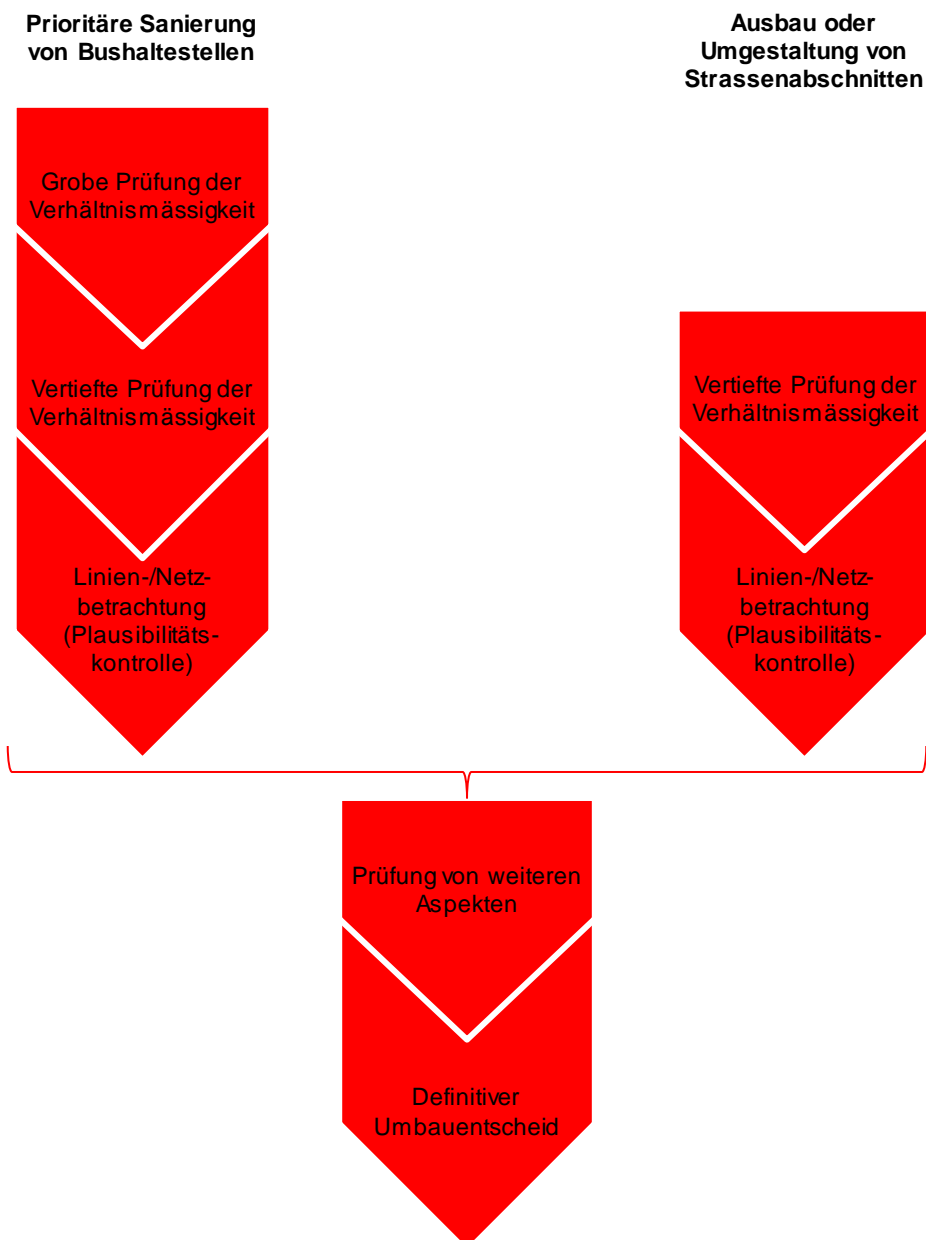 Prioritäre Sanierung
von Bushaltestellen
Ausbau oder
Umgestaltung von
Strassenabschnitten
Grobe Prüfung der
Verhältnismässigkeit
Vertiefte Prüfung der
Verhältnismässigkeit
Linien-/Netz-
betrachtung
(Plausibilitäts-
kontrolle)
Vertiefte Prüfung der
Verhältnismässigkeit
Linien-/Netz-
betrachtung
(Plausibilitäts-
kontrolle)
Prüfung von weiteren
Aspekten
Definitiver
Umbauentscheid